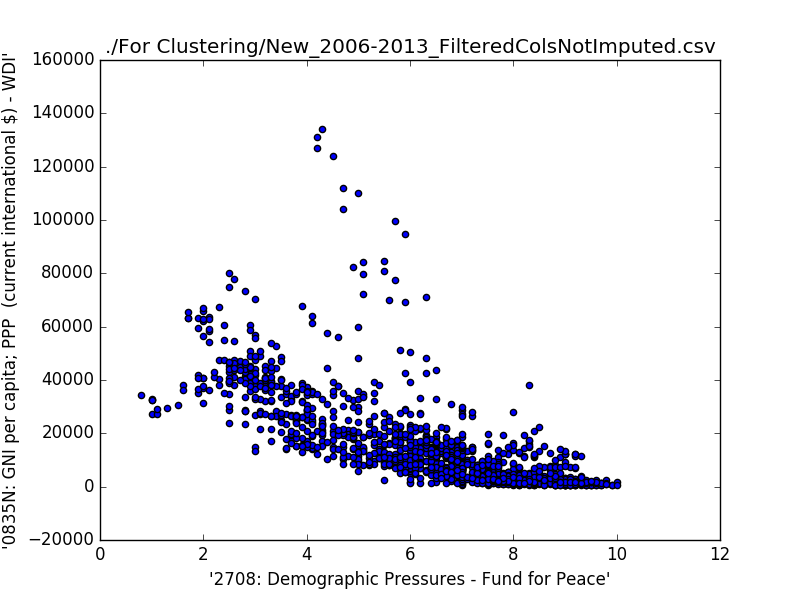 ./For Clustering/New_2006-2013_FilteredColsNotImputed.csv
160000
140000
120000
100000
80000
60000
40000
20000
0
−20000
'0835N: GNI per capita; PPP  (current international $) - WDI'
0 2 4 6 8 10 12
'2708: Demographic Pressures - Fund for Peace'